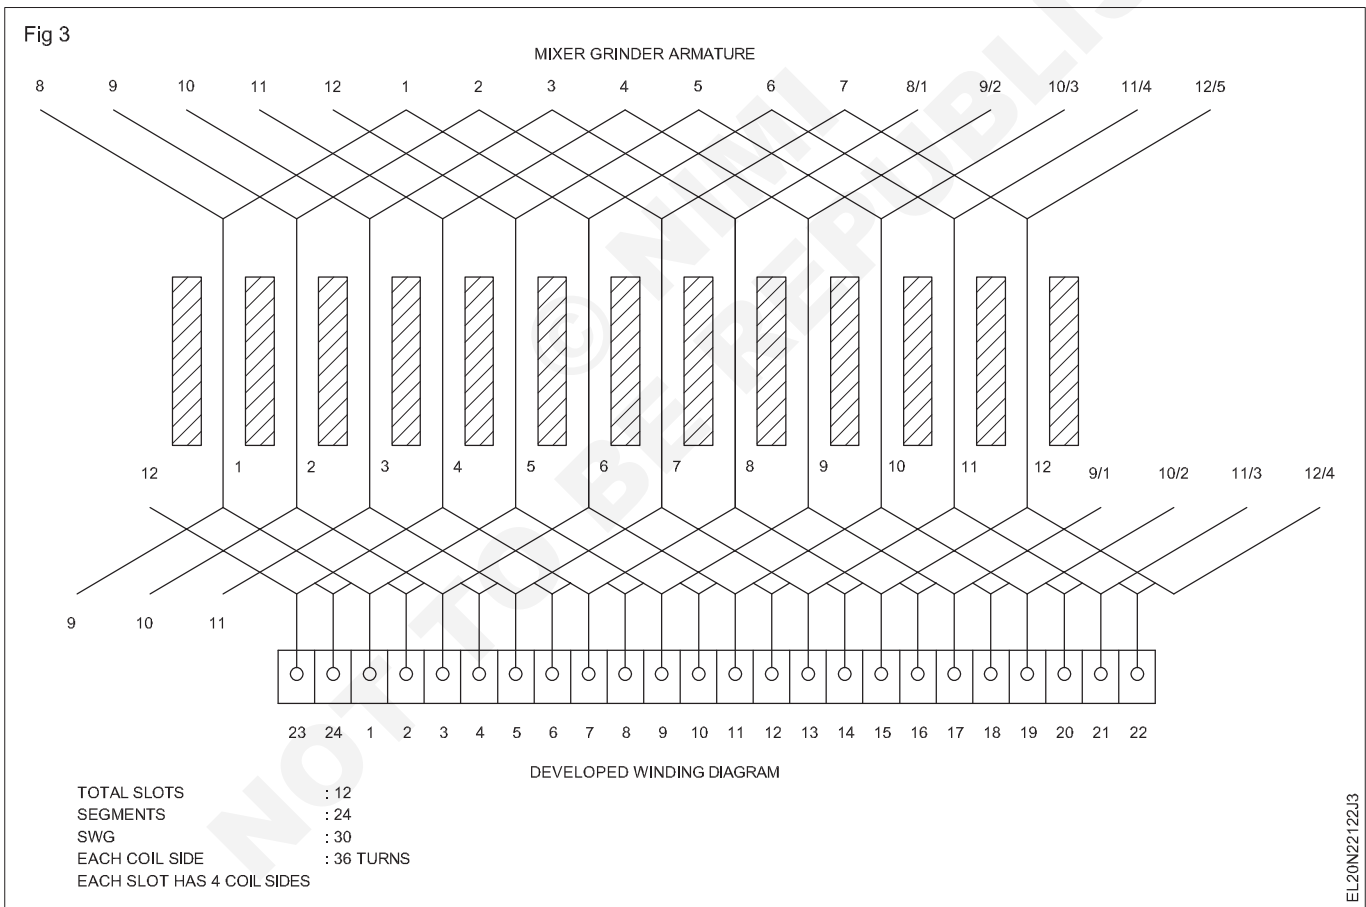 Fig 3
MIXER GRINDER ARMATURE
8 9 10 11 12 1 2 3 4 5 6 7 8/1 9/2 10/3 11/4 12/5
12 1 2 3 4 5 6 7 8 9 10 11 12 9/1 10/2 11/3 12/4
9 10 11
23 24 1 2 3 4 5 6 7 8 9 10 11 12 13 14 15 16 17 18 19 20 21 22
DEVELOPED WINDING DIAGRAM
TOTAL SLOTS : 12
SEGMENTS : 24
SWG : 30
EACH COIL SIDE : 36 TURNS
EACH SLOT HAS 4 COIL SIDES
EL20N22122J3
© NIMI
NOT TO BE REPUBLIS